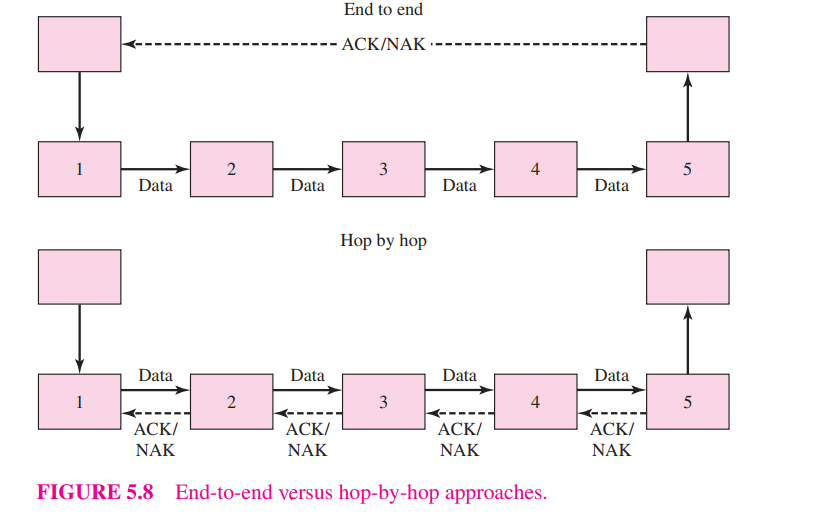 End to end
ACK/NAK
1 2 3 4 5
Data Data Data Data
Hop by hop
Data Data Data Data
1 2 3 4 5
ACK/ ACK/ ACK/ ACK/
NAK NAK NAK NAK
FIGURE 5.8 End-to-end versus hop-by-hop approaches.